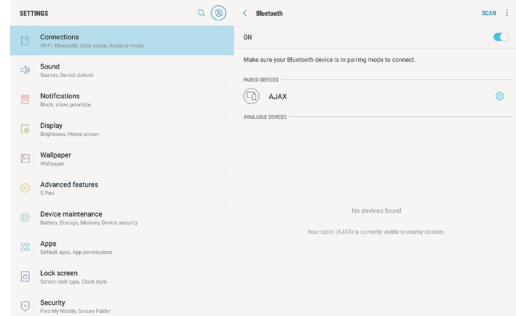 SETTINGS
Connections
Wi-Fi, Bluetooth, Data usage, Airplane mode
Sound
Sounds, Do not disturb
Notifications
Block, allow, prioritize
Display
Brightness, Home screen
Wallpaper
Wallpaper
Advanced features
S Pen
Device maintenance
Battery, Storage, Memory, Device security
Apps
Default apps, App permissions
Lock screen
Screen lock type, Clock style
Security
Find My Mobile, Secure Folder
Bluetooth
SCAN
ON
Make sure your Bluetooth device is in pairing mode to connect.
PAIRED DEVICES
AJAX
AVAILABLE DEVICES
No devices found
Your tablet (AJAX) is currently visible to nearby devices.